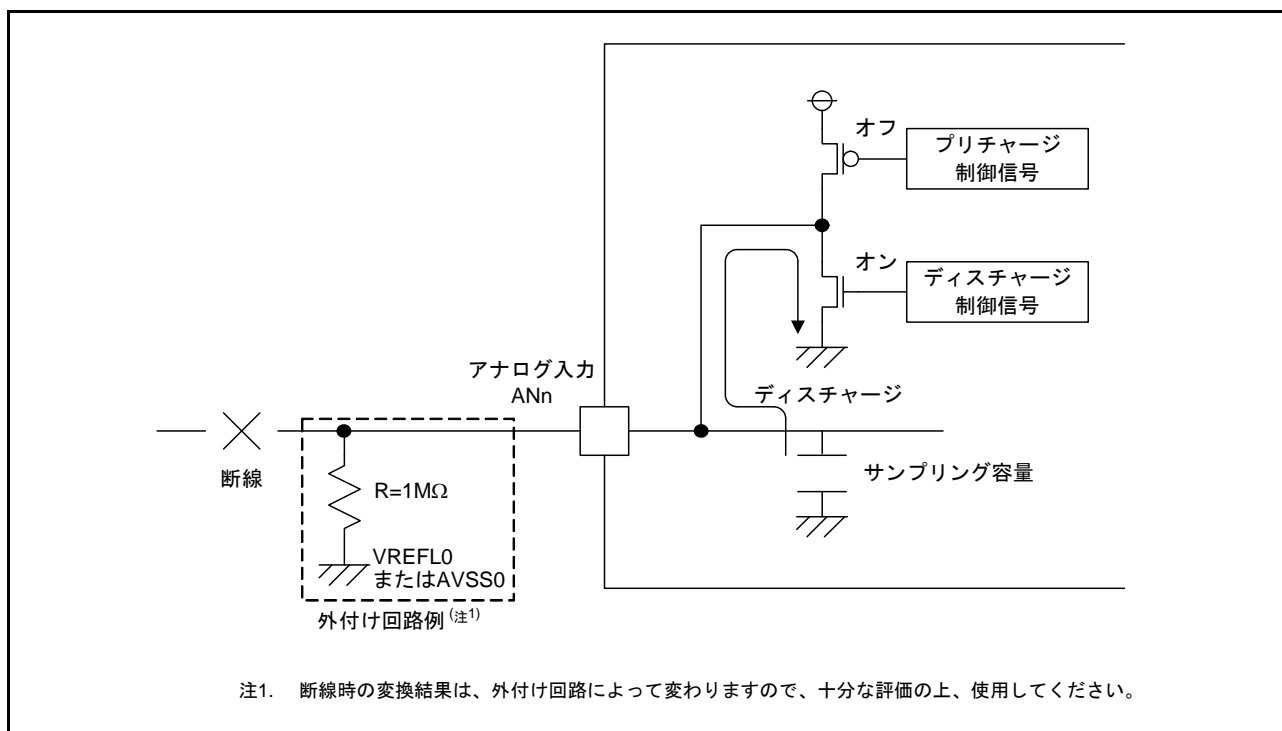 オフ
プリチャージ
制御信号
オン
ディスチャージ
制御信号
アナログ入力
ANn
ディスチャージ
断線
R=1MΩ
サンプリング容量
VREFL0
またはAVSS0
外付け回路例(注1)
注1. 断線時の変換結果は、外付け回路によって変わりますので、十分な評価の上、使用してください。